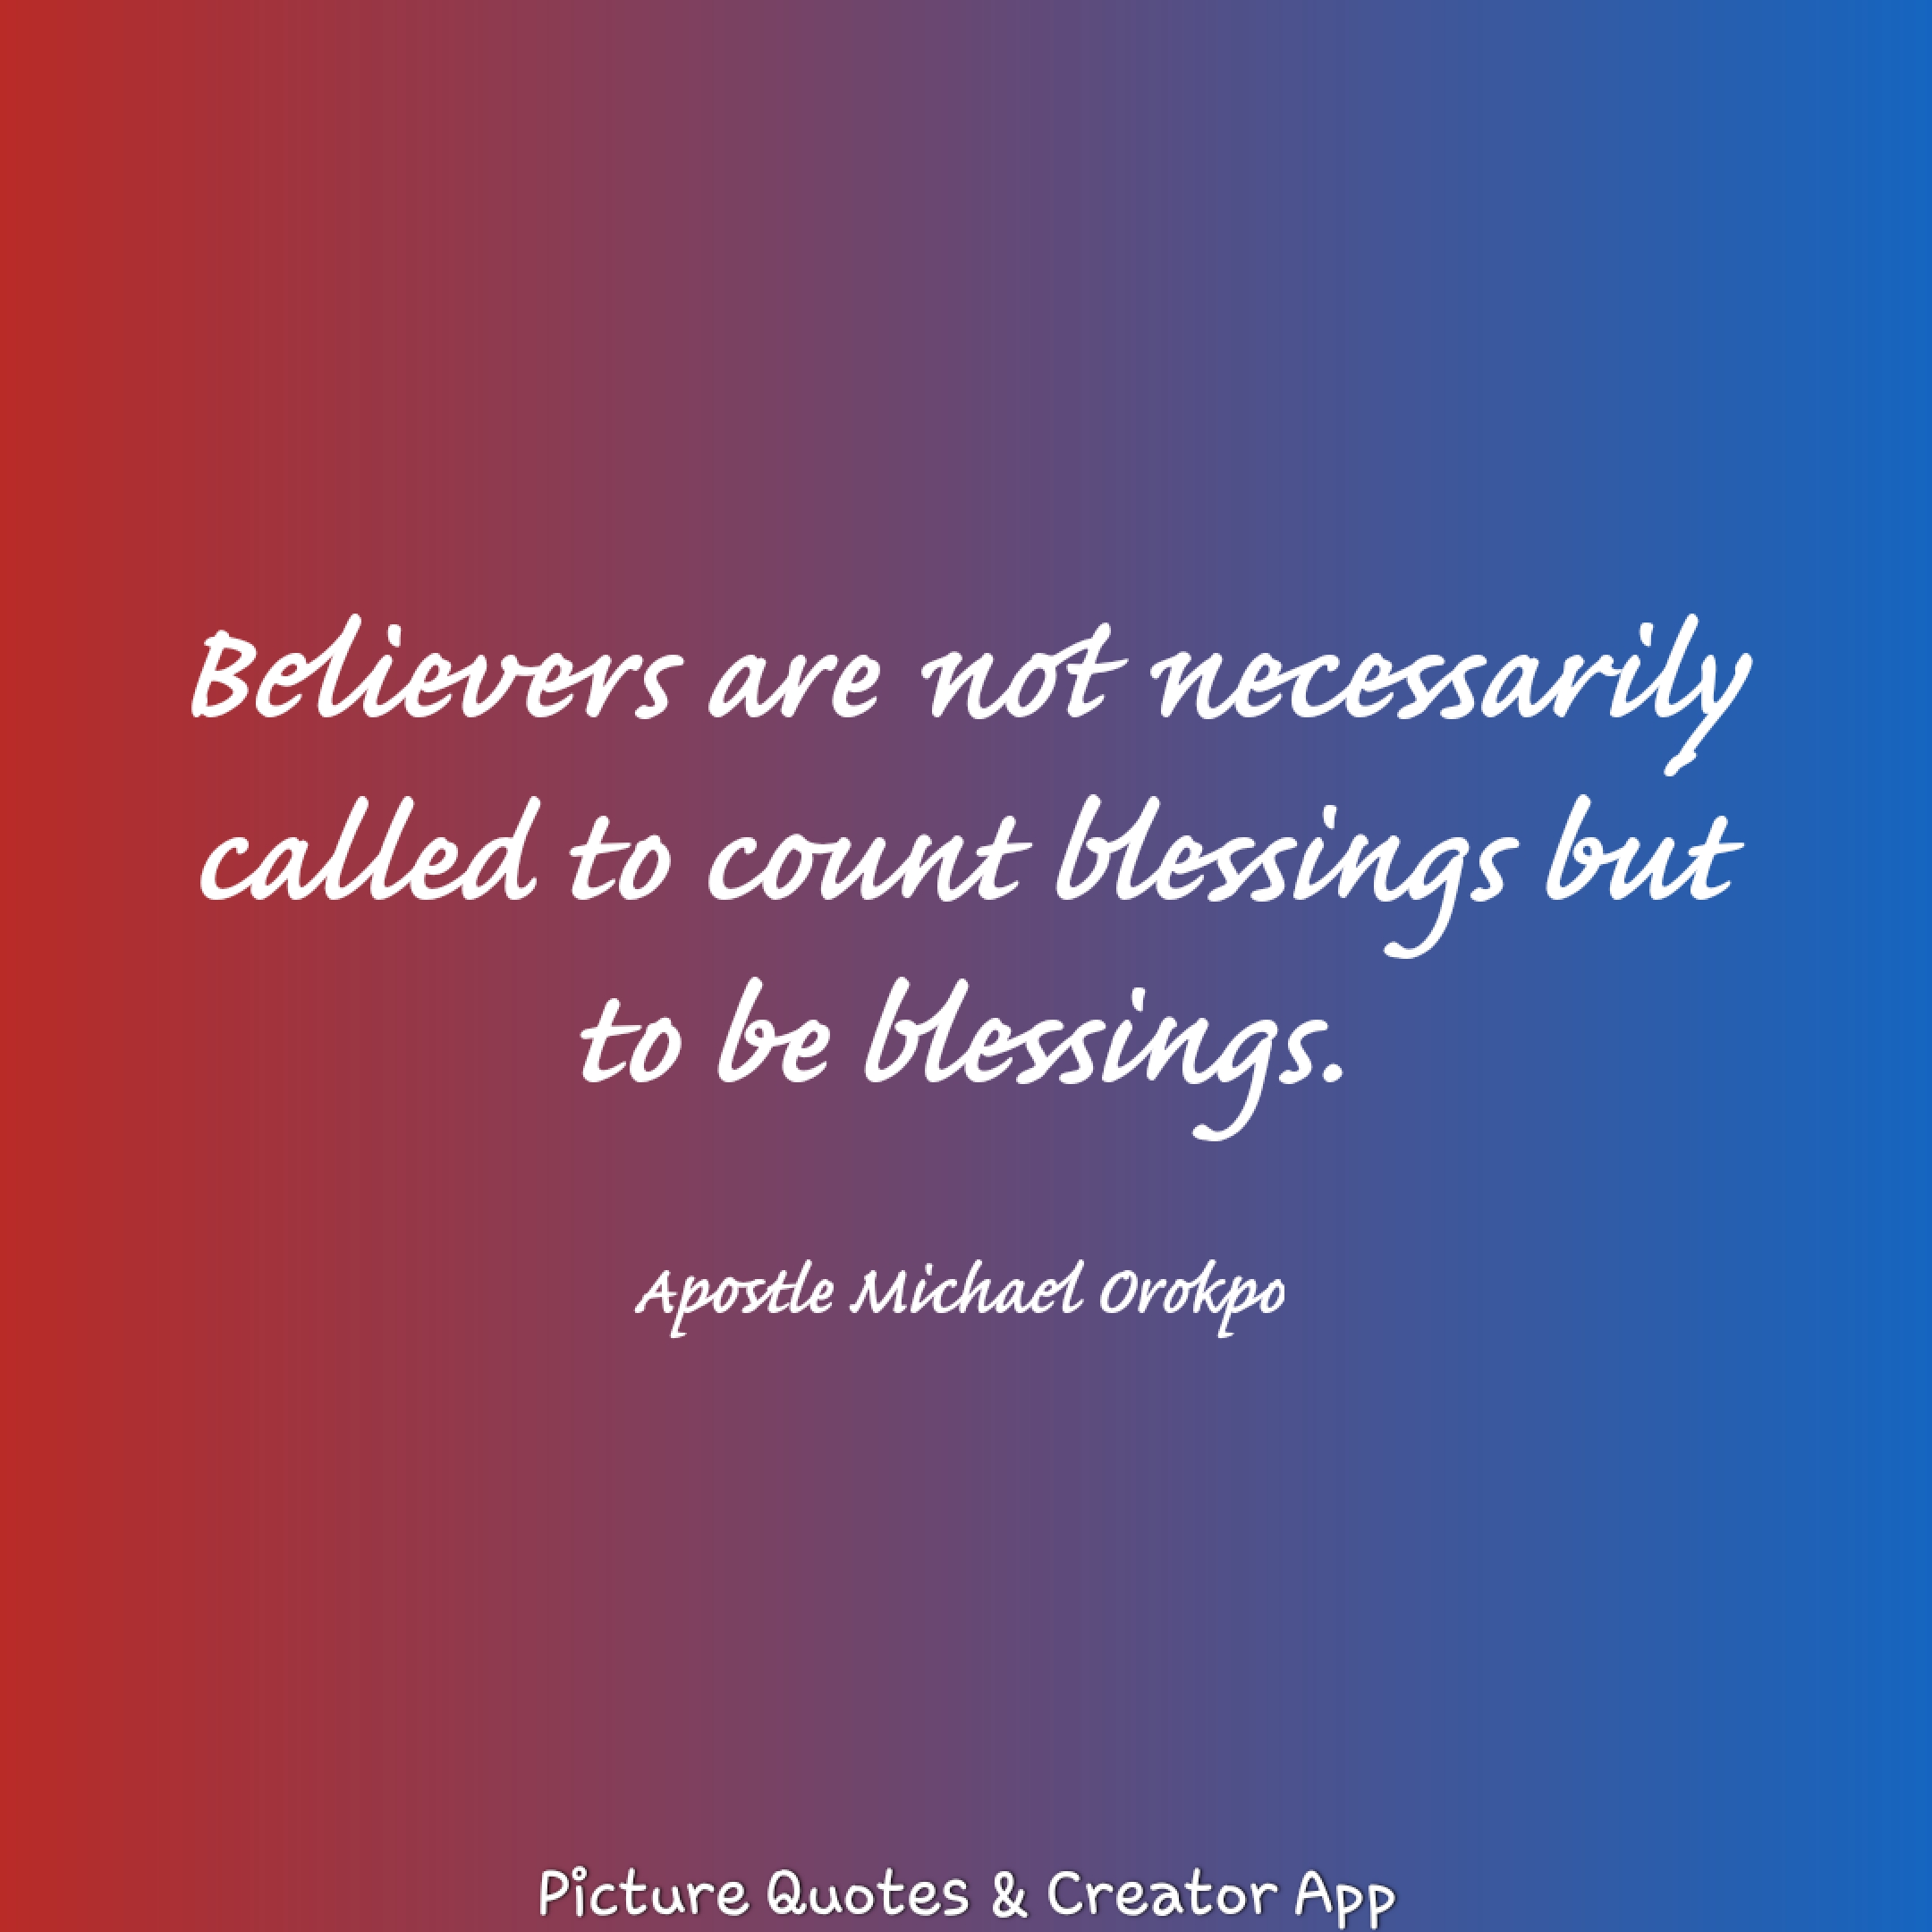 Believers are not necessarily
called to count blessings but
to be blessings.
Apostle Michael Orokpo
Picture Quotes & Creator App